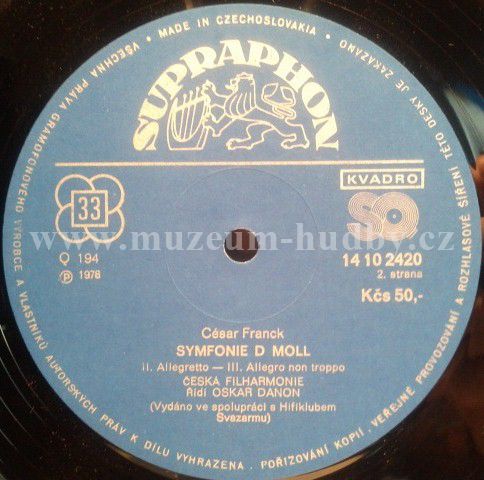 • MADE IN CZECHOSLOVAKIA •
VŠECHNA PRÁVA GRAMOFONOVÉHO VÝROBCE A VLASTNÍKŮ AUTORSKÝCH PRÁV K DÍLU VYHRAZENA. POŘIZOVÁNÍ KOPIÍ, VEŘEJNÉ PROVOZOVÁNÍ A ROZHLASOVÉ ŠÍŘENÍ TÉTO DESKY JE ZAKÁZÁNO
SUPRAPHON
33
KVADRO
SQ
www.muzeum-hudby.cz
Q 194
Ⓟ 1978
14 10 2420
2. strana
Kčs 50,-
César Franck
SYMFONIE D MOLL
II. Allegretto — III. Allegro non troppo
ČESKÁ FILHARMONIE
Řídí OSKAR DANON
(Vydáno ve spolupráci s Hifiklubem
Svazarmu)